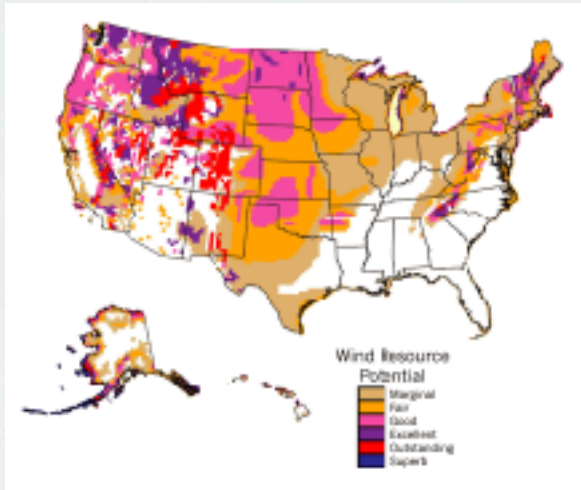 Wind Resource
Potential
Marginal
Fair
Good
Excellent
Outstanding
Superb